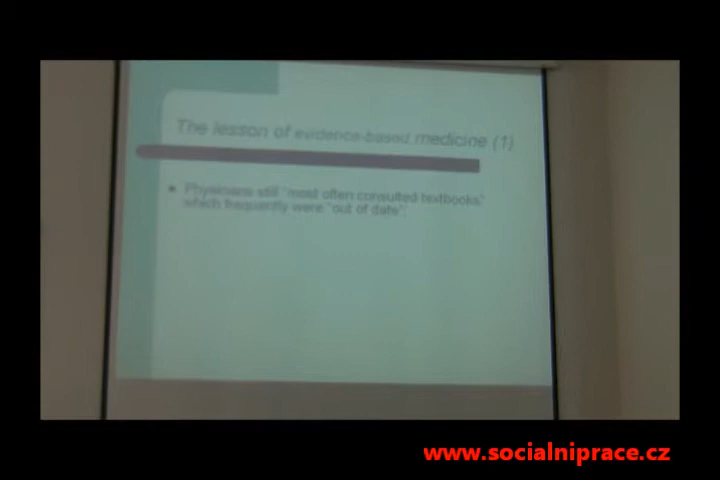 The lesson of evidence-based medicine (1)
Physicians still "most often consulted textbooks"
which frequently were "out of date".
www.socialniprace.cz